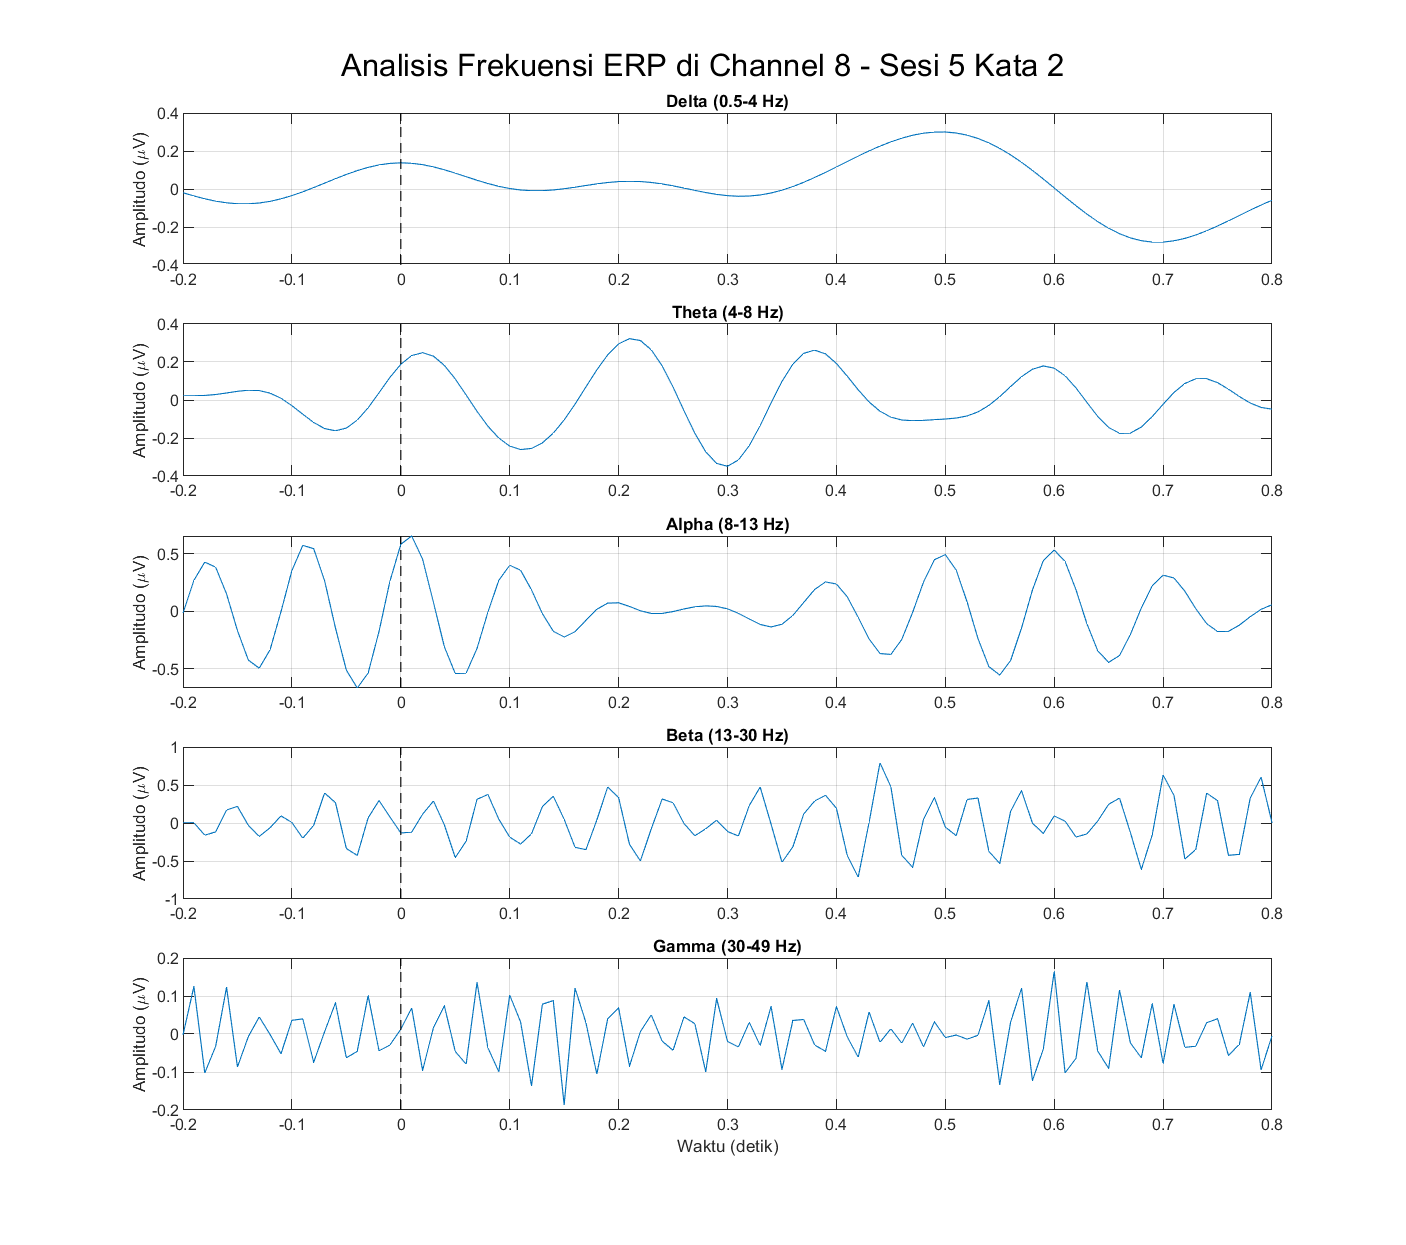 Analisis Frekuensi ERP di Channel 8 - Sesi 5 Kata 2
Delta (0.5-4 Hz)
Amplitudo (μV)
0.4
0.2
0
-0.2
-0.4
-0.2 -0.1 0 0.1 0.2 0.3 0.4 0.5 0.6 0.7 0.8
Theta (4-8 Hz)
Amplitudo (μV)
0.4
0.2
0
-0.2
-0.4
-0.2 -0.1 0 0.1 0.2 0.3 0.4 0.5 0.6 0.7 0.8
Alpha (8-13 Hz)
Amplitudo (μV)
0.5
0
-0.5
-0.2 -0.1 0 0.1 0.2 0.3 0.4 0.5 0.6 0.7 0.8
Beta (13-30 Hz)
Amplitudo (μV)
1
0.5
0
-0.5
-1
-0.2 -0.1 0 0.1 0.2 0.3 0.4 0.5 0.6 0.7 0.8
Gamma (30-49 Hz)
Amplitudo (μV)
0.2
0.1
0
-0.1
-0.2
-0.2 -0.1 0 0.1 0.2 0.3 0.4 0.5 0.6 0.7 0.8
Waktu (detik)